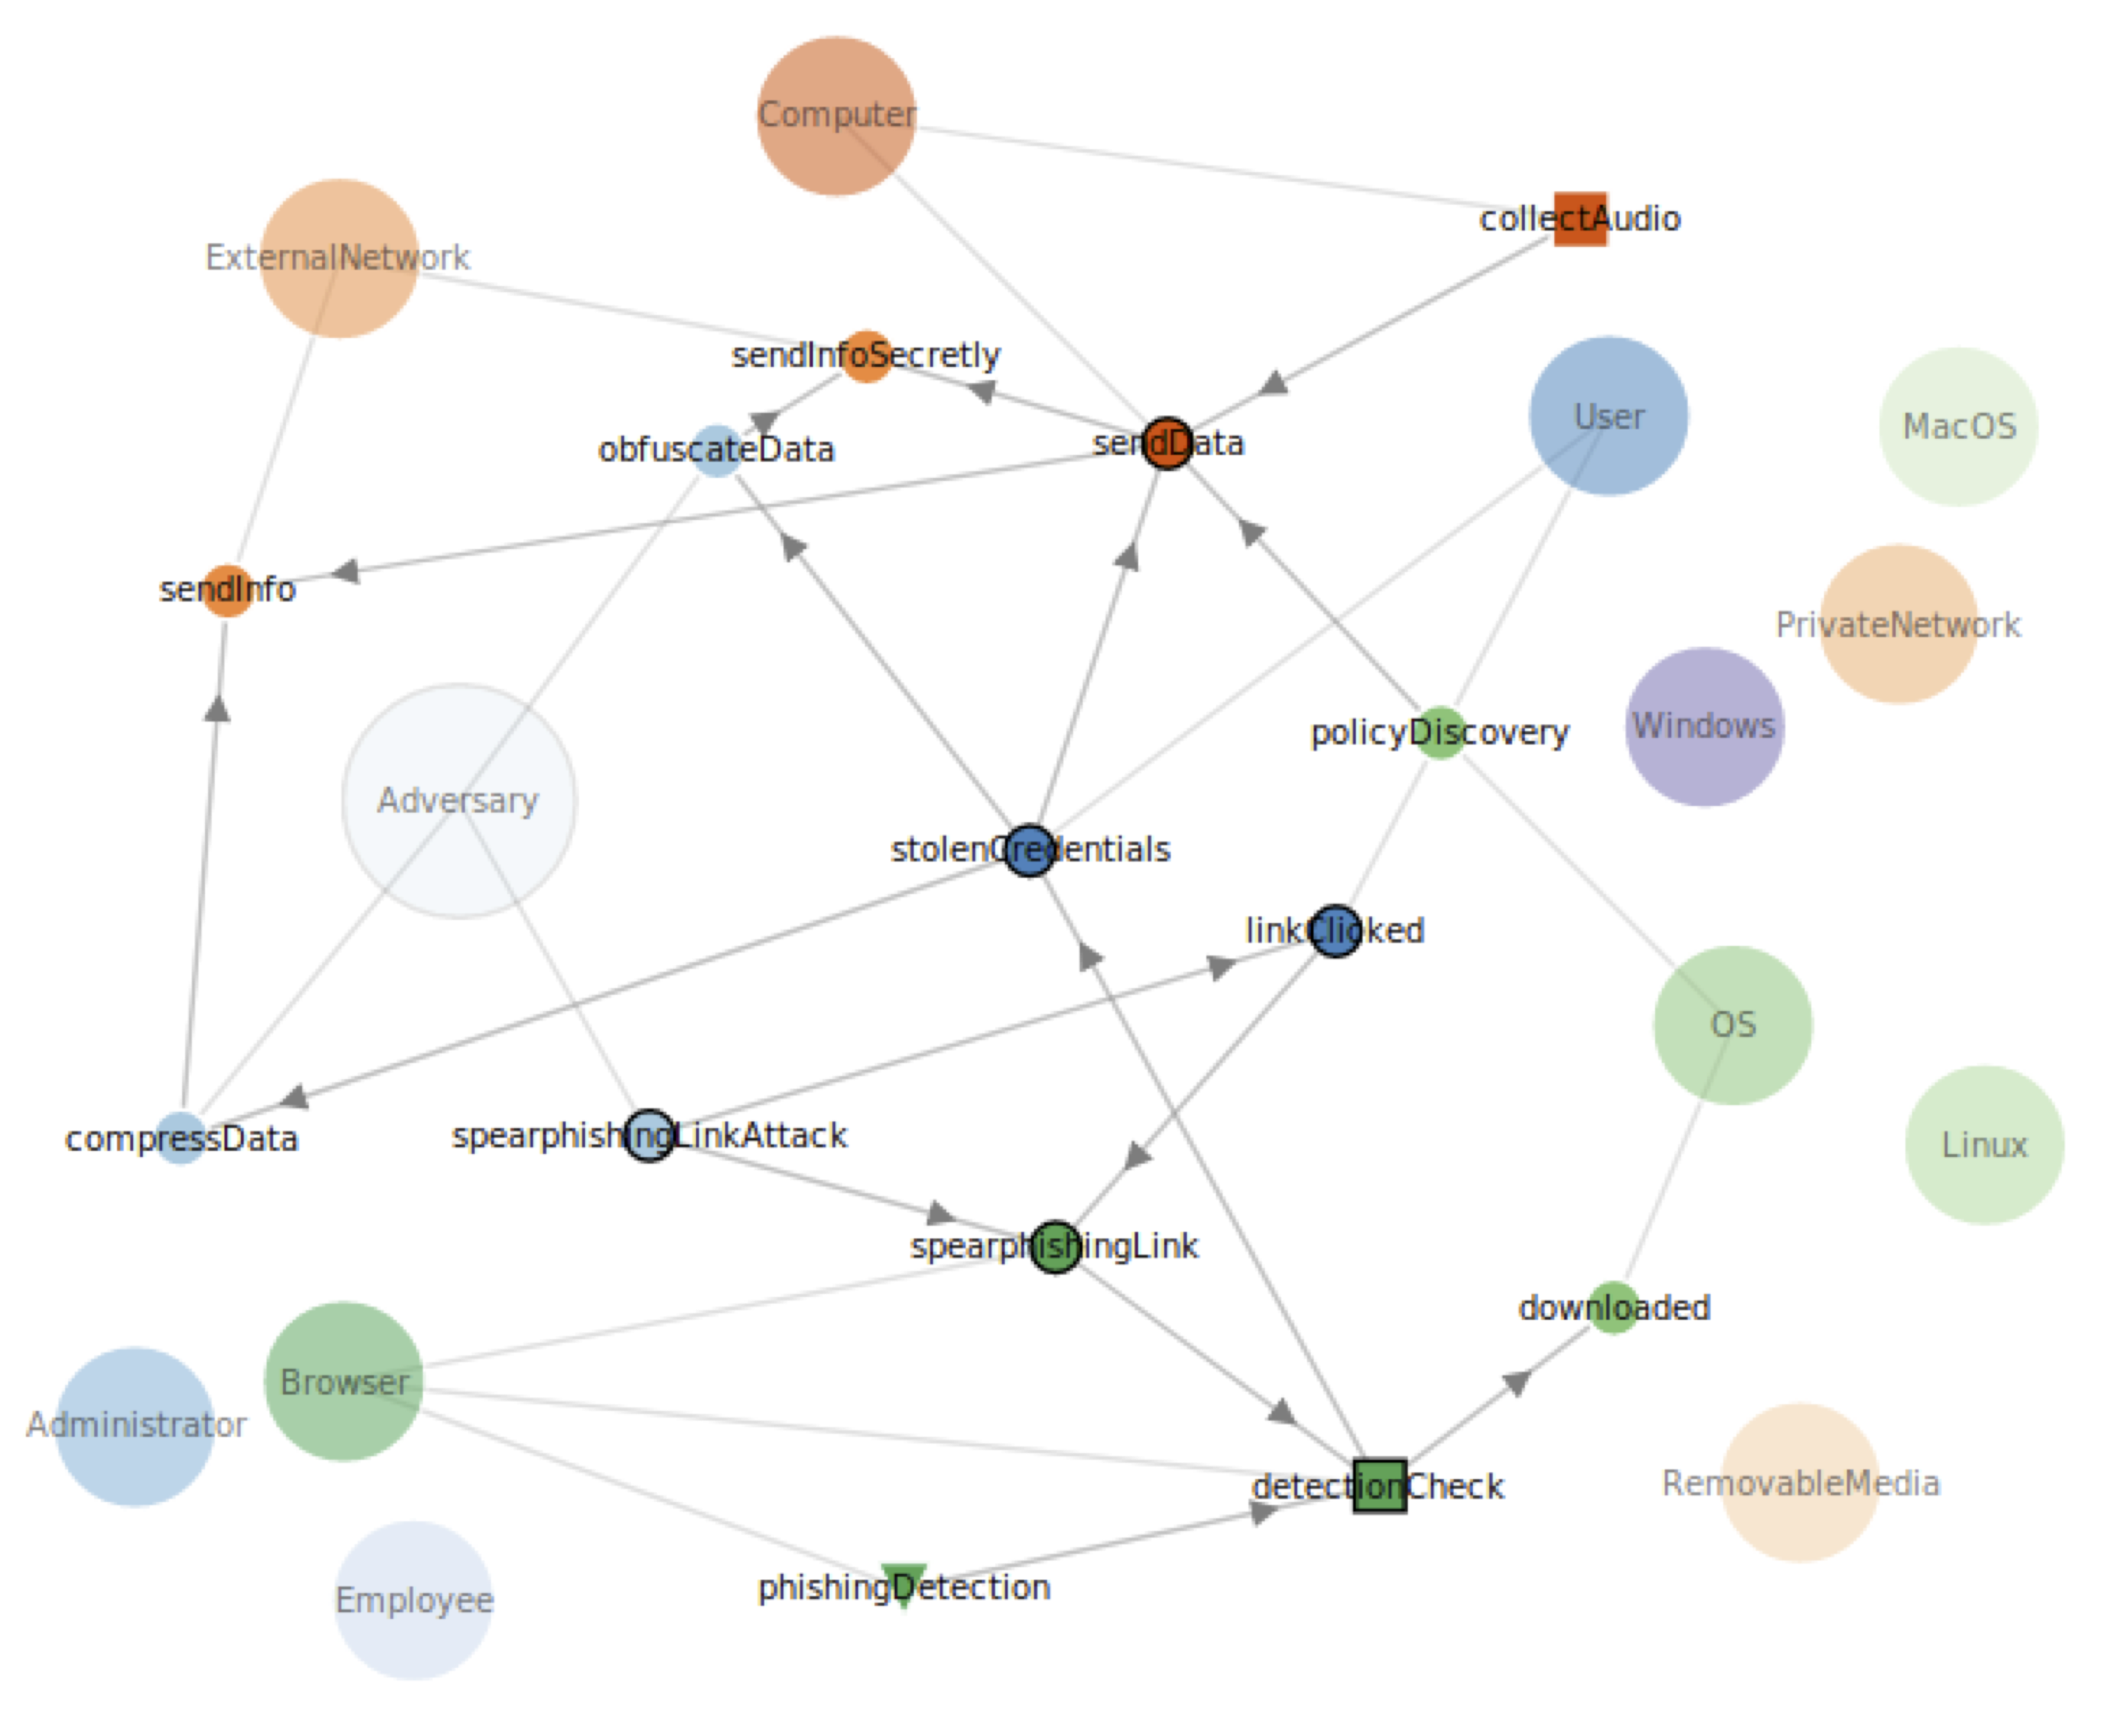 Computer
collectAudio
ExternalNetwork
sendInfoSecretly
User
MacOS
obfuscateData
sendData
sendInfo
PrivateNetwork
policyDiscovery
Windows
Adversary
stolenCredentials
linkClicked
OS
compressData
spearphishingLinkAttack
Linux
spearphishingLink
downloaded
Browser
Administrator
detectionCheck
RemovableMedia
phishingDetection
Employee